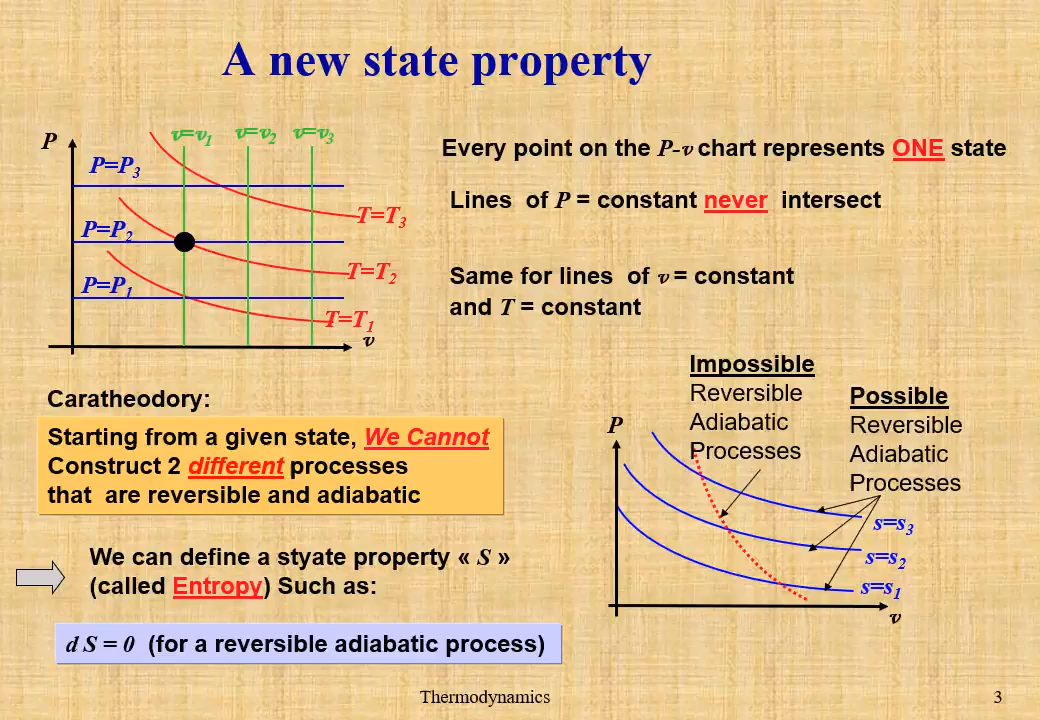 A new state property
P
v=v1
v=v2
v=v3
P=P3
P=P2
P=P1
T=T3
T=T2
T=T1
v
Every point on the P-v chart represents ONE state
Lines of P = constant never intersect
Same for lines of v = constant
and T = constant
Caratheodory:
Starting from a given state, We Cannot
Construct 2 different processes
that are reversible and adiabatic
We can define a styate property « S »
(called Entropy) Such as:
d S = 0 (for a reversible adiabatic process)
Impossible
Reversible
Adiabatic
Processes
Possible
Reversible
Adiabatic
Processes
P
s=s3
s=s2
s=s1
v
Thermodynamics
3